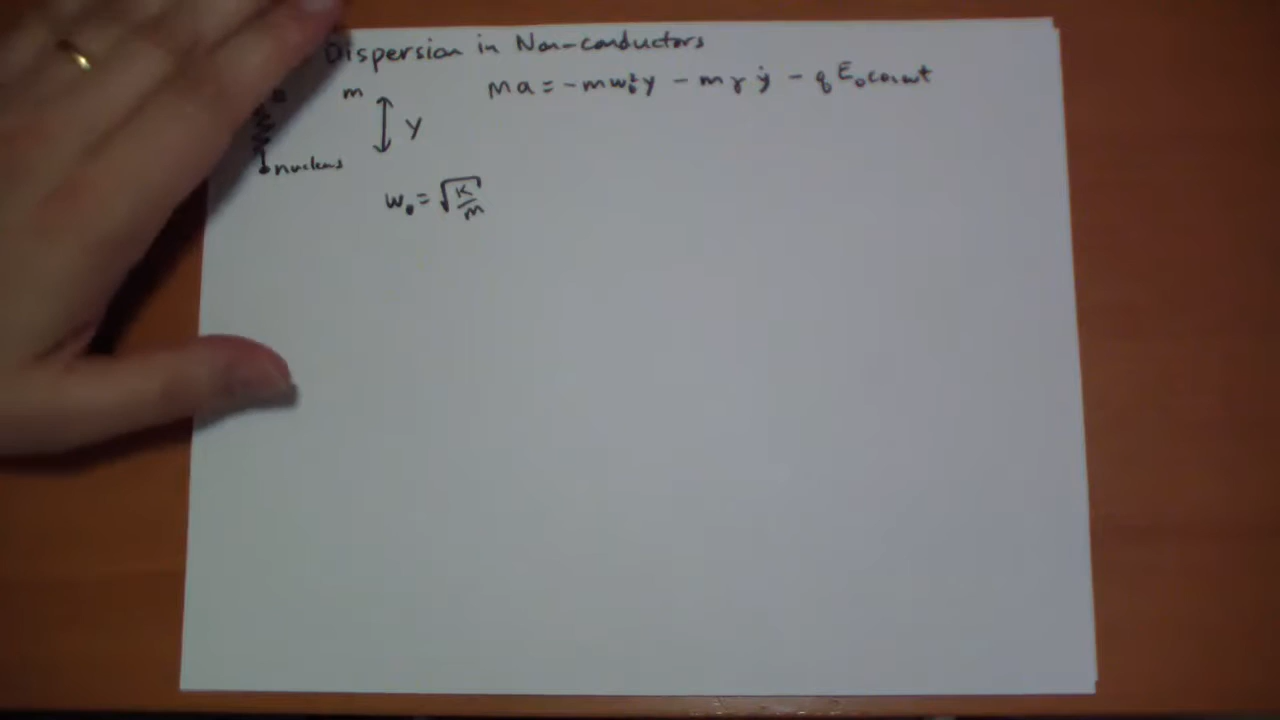 Dispersion in Non-conductors
ma = -mω₀²y - mγẏ - qE₀cosωt
m
y
nucleus
ω₀ = √(k/m)